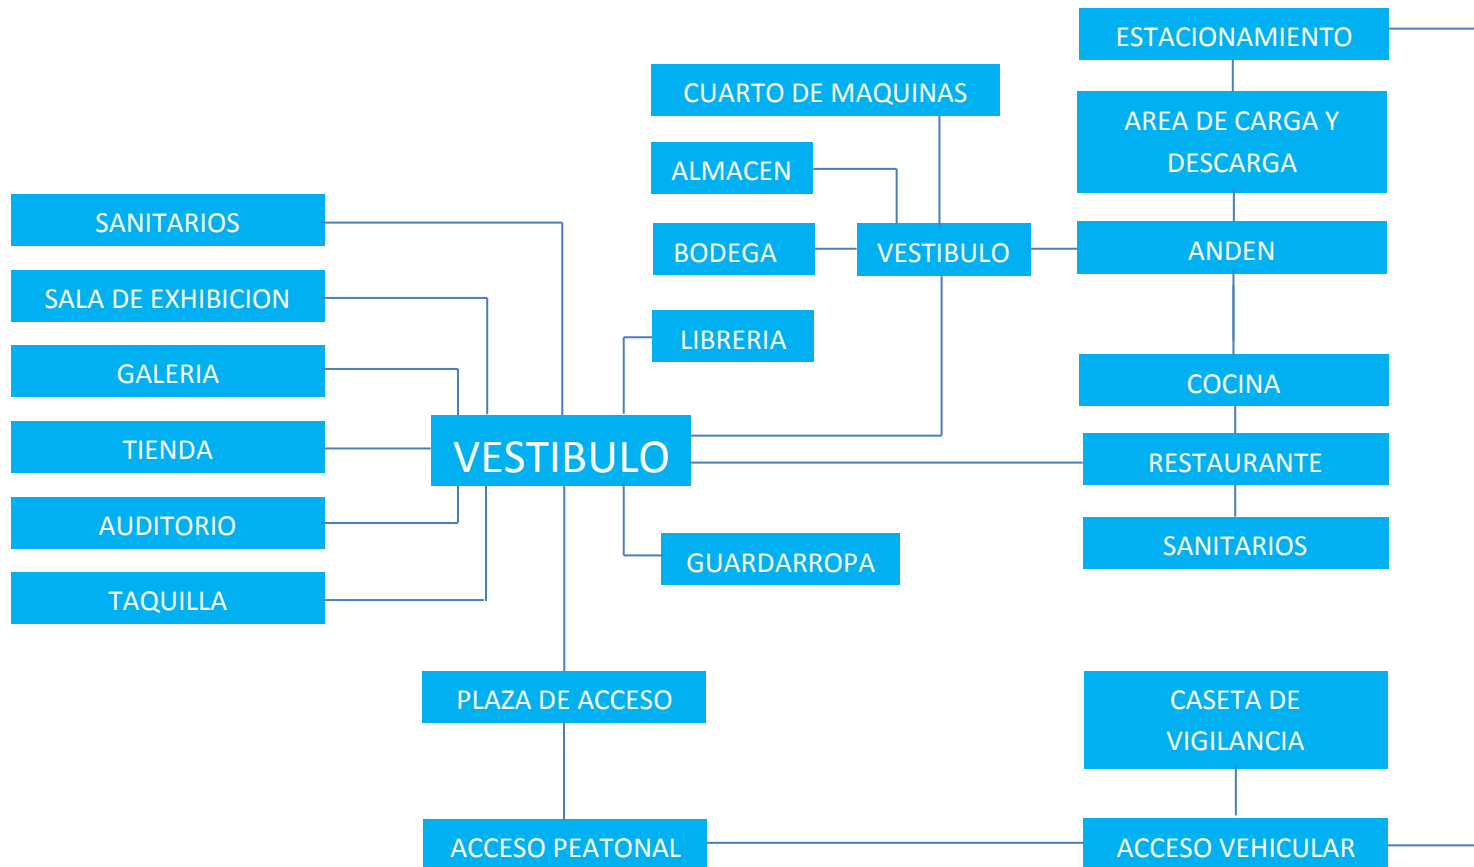 ESTACIONAMIENTO
CUARTO DE MAQUINAS
AREA DE CARGA Y
DESCARGA
ALMACEN
SANITARIOS
BODEGA
VESTIBULO
ANDEN
SALA DE EXHIBICION
LIBRERIA
GALERIA
COCINA
TIENDA
VESTIBULO
RESTAURANTE
AUDITORIO
SANITARIOS
GUARDARROPA
TAQUILLA
PLAZA DE ACCESO
CASETA DE
VIGILANCIA
ACCESO PEATONAL
ACCESO VEHICULAR